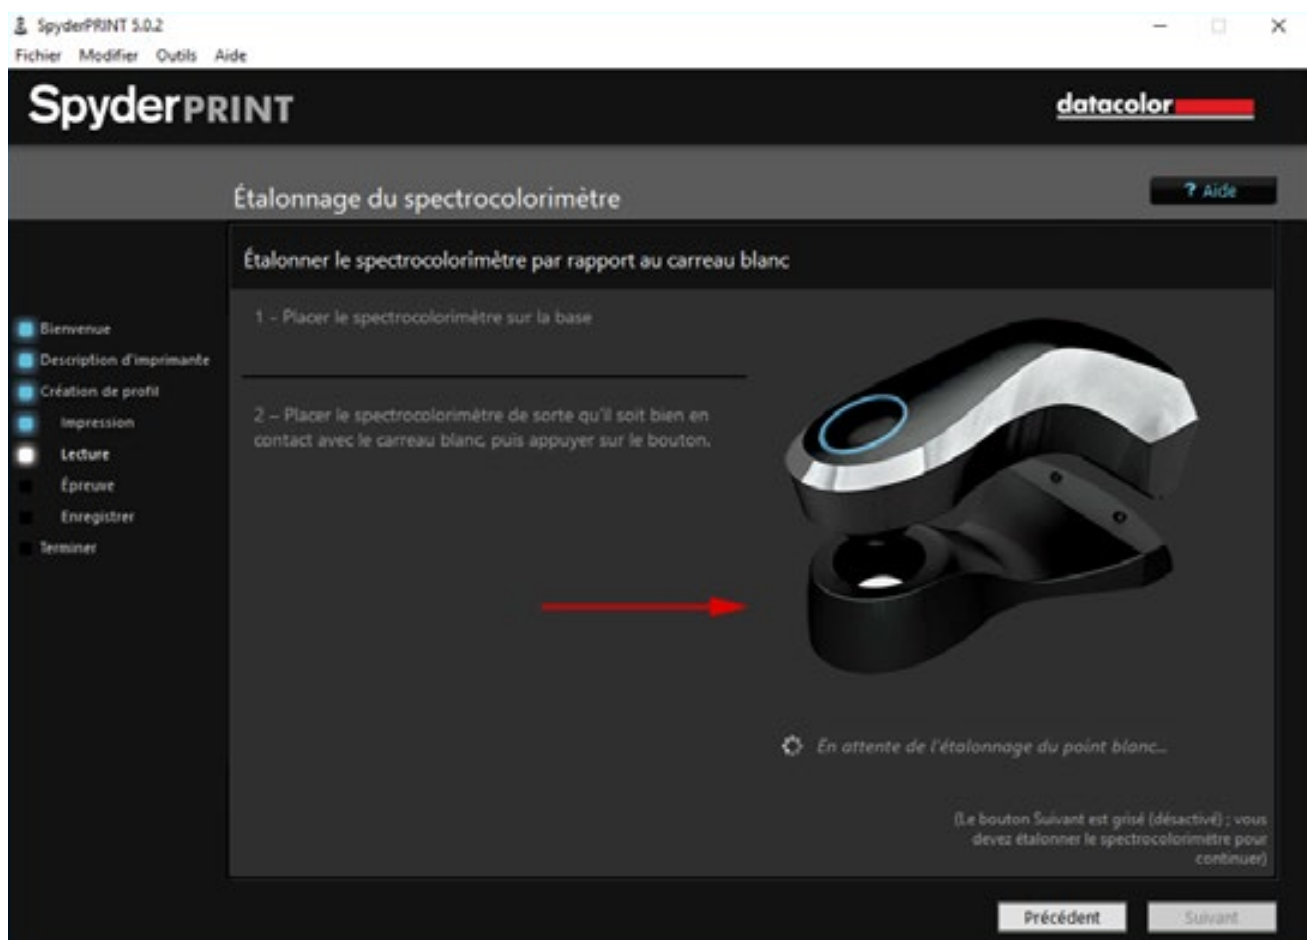 SpyderPRINT 5.0.2
Fichier Modifier Outils Aide
SpyderPRINT
datacolor
Étalonnage du spectrocolorimètre
? Aide
Étalonner le spectrocolorimètre par rapport au carreau blanc
1 - Placer le spectrocolorimètre sur la base
2 – Placer le spectrocolorimètre de sorte qu'il soit bien en
contact avec le carreau blanc, puis appuyer sur le bouton.
Bienvenue
Description d'imprimante
Création de profil
Impression
Lecture
Épreuve
Enregistrer
Terminer
En attente de l'étalonnage du point blanc...
(Le bouton Suivant est grisé (désactivé) ; vous
devez étalonner le spectrocolorimètre pour
continuer)
Précédent
Suivant